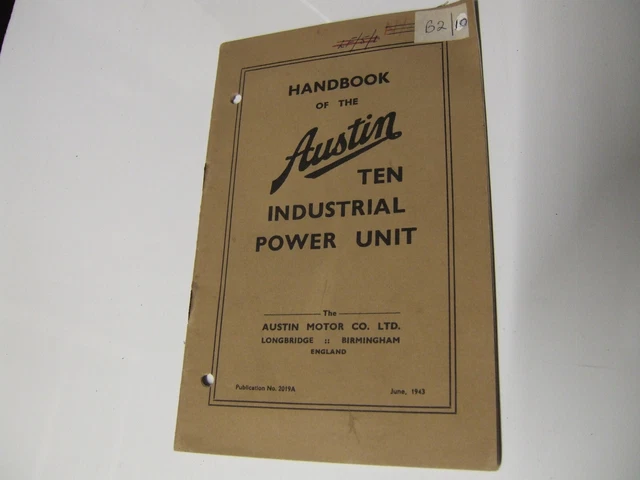 62/10
HANDBOOK
OF THE
Austin
TEN
INDUSTRIAL
POWER UNIT
The
AUSTIN MOTOR CO. LTD.
LONGBRIDGE :: BIRMINGHAM
ENGLAND
Publication No. 2019A
June, 1943